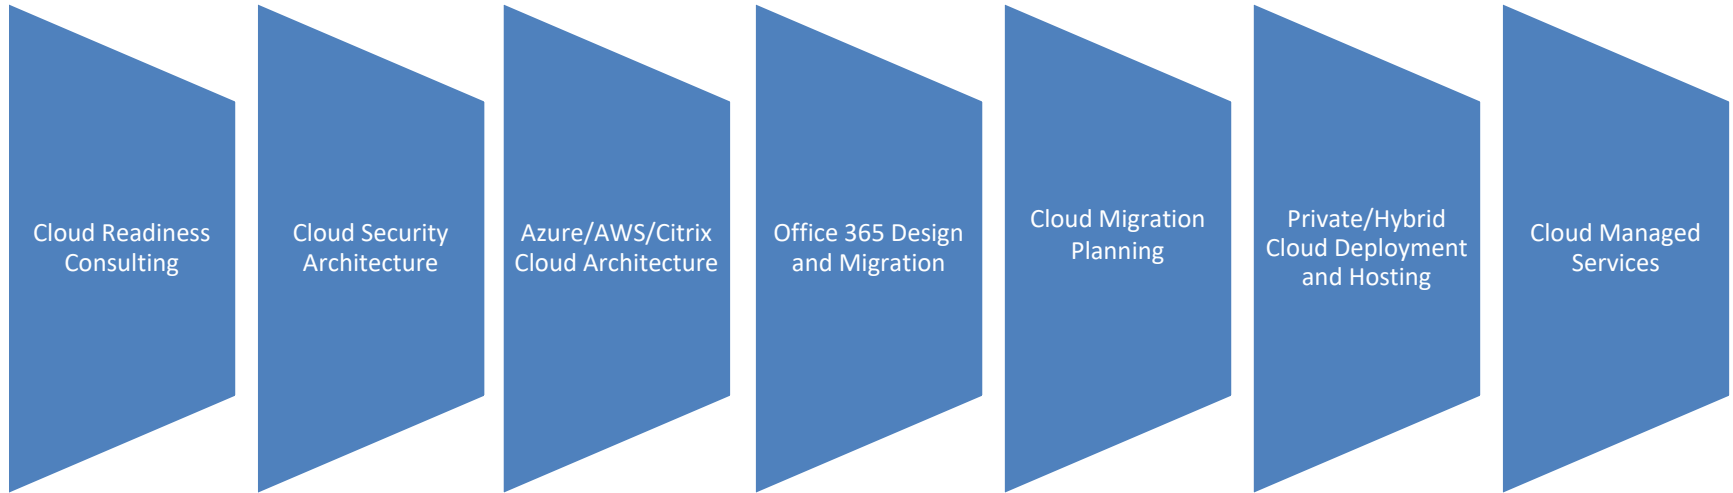 Cloud Readiness
Consulting
Cloud Security
Architecture
Azure/AWS/Citrix
Cloud Architecture
Office 365 Design
and Migration
Cloud Migration
Planning
Private/Hybrid
Cloud Deployment
and Hosting
Cloud Managed
Services